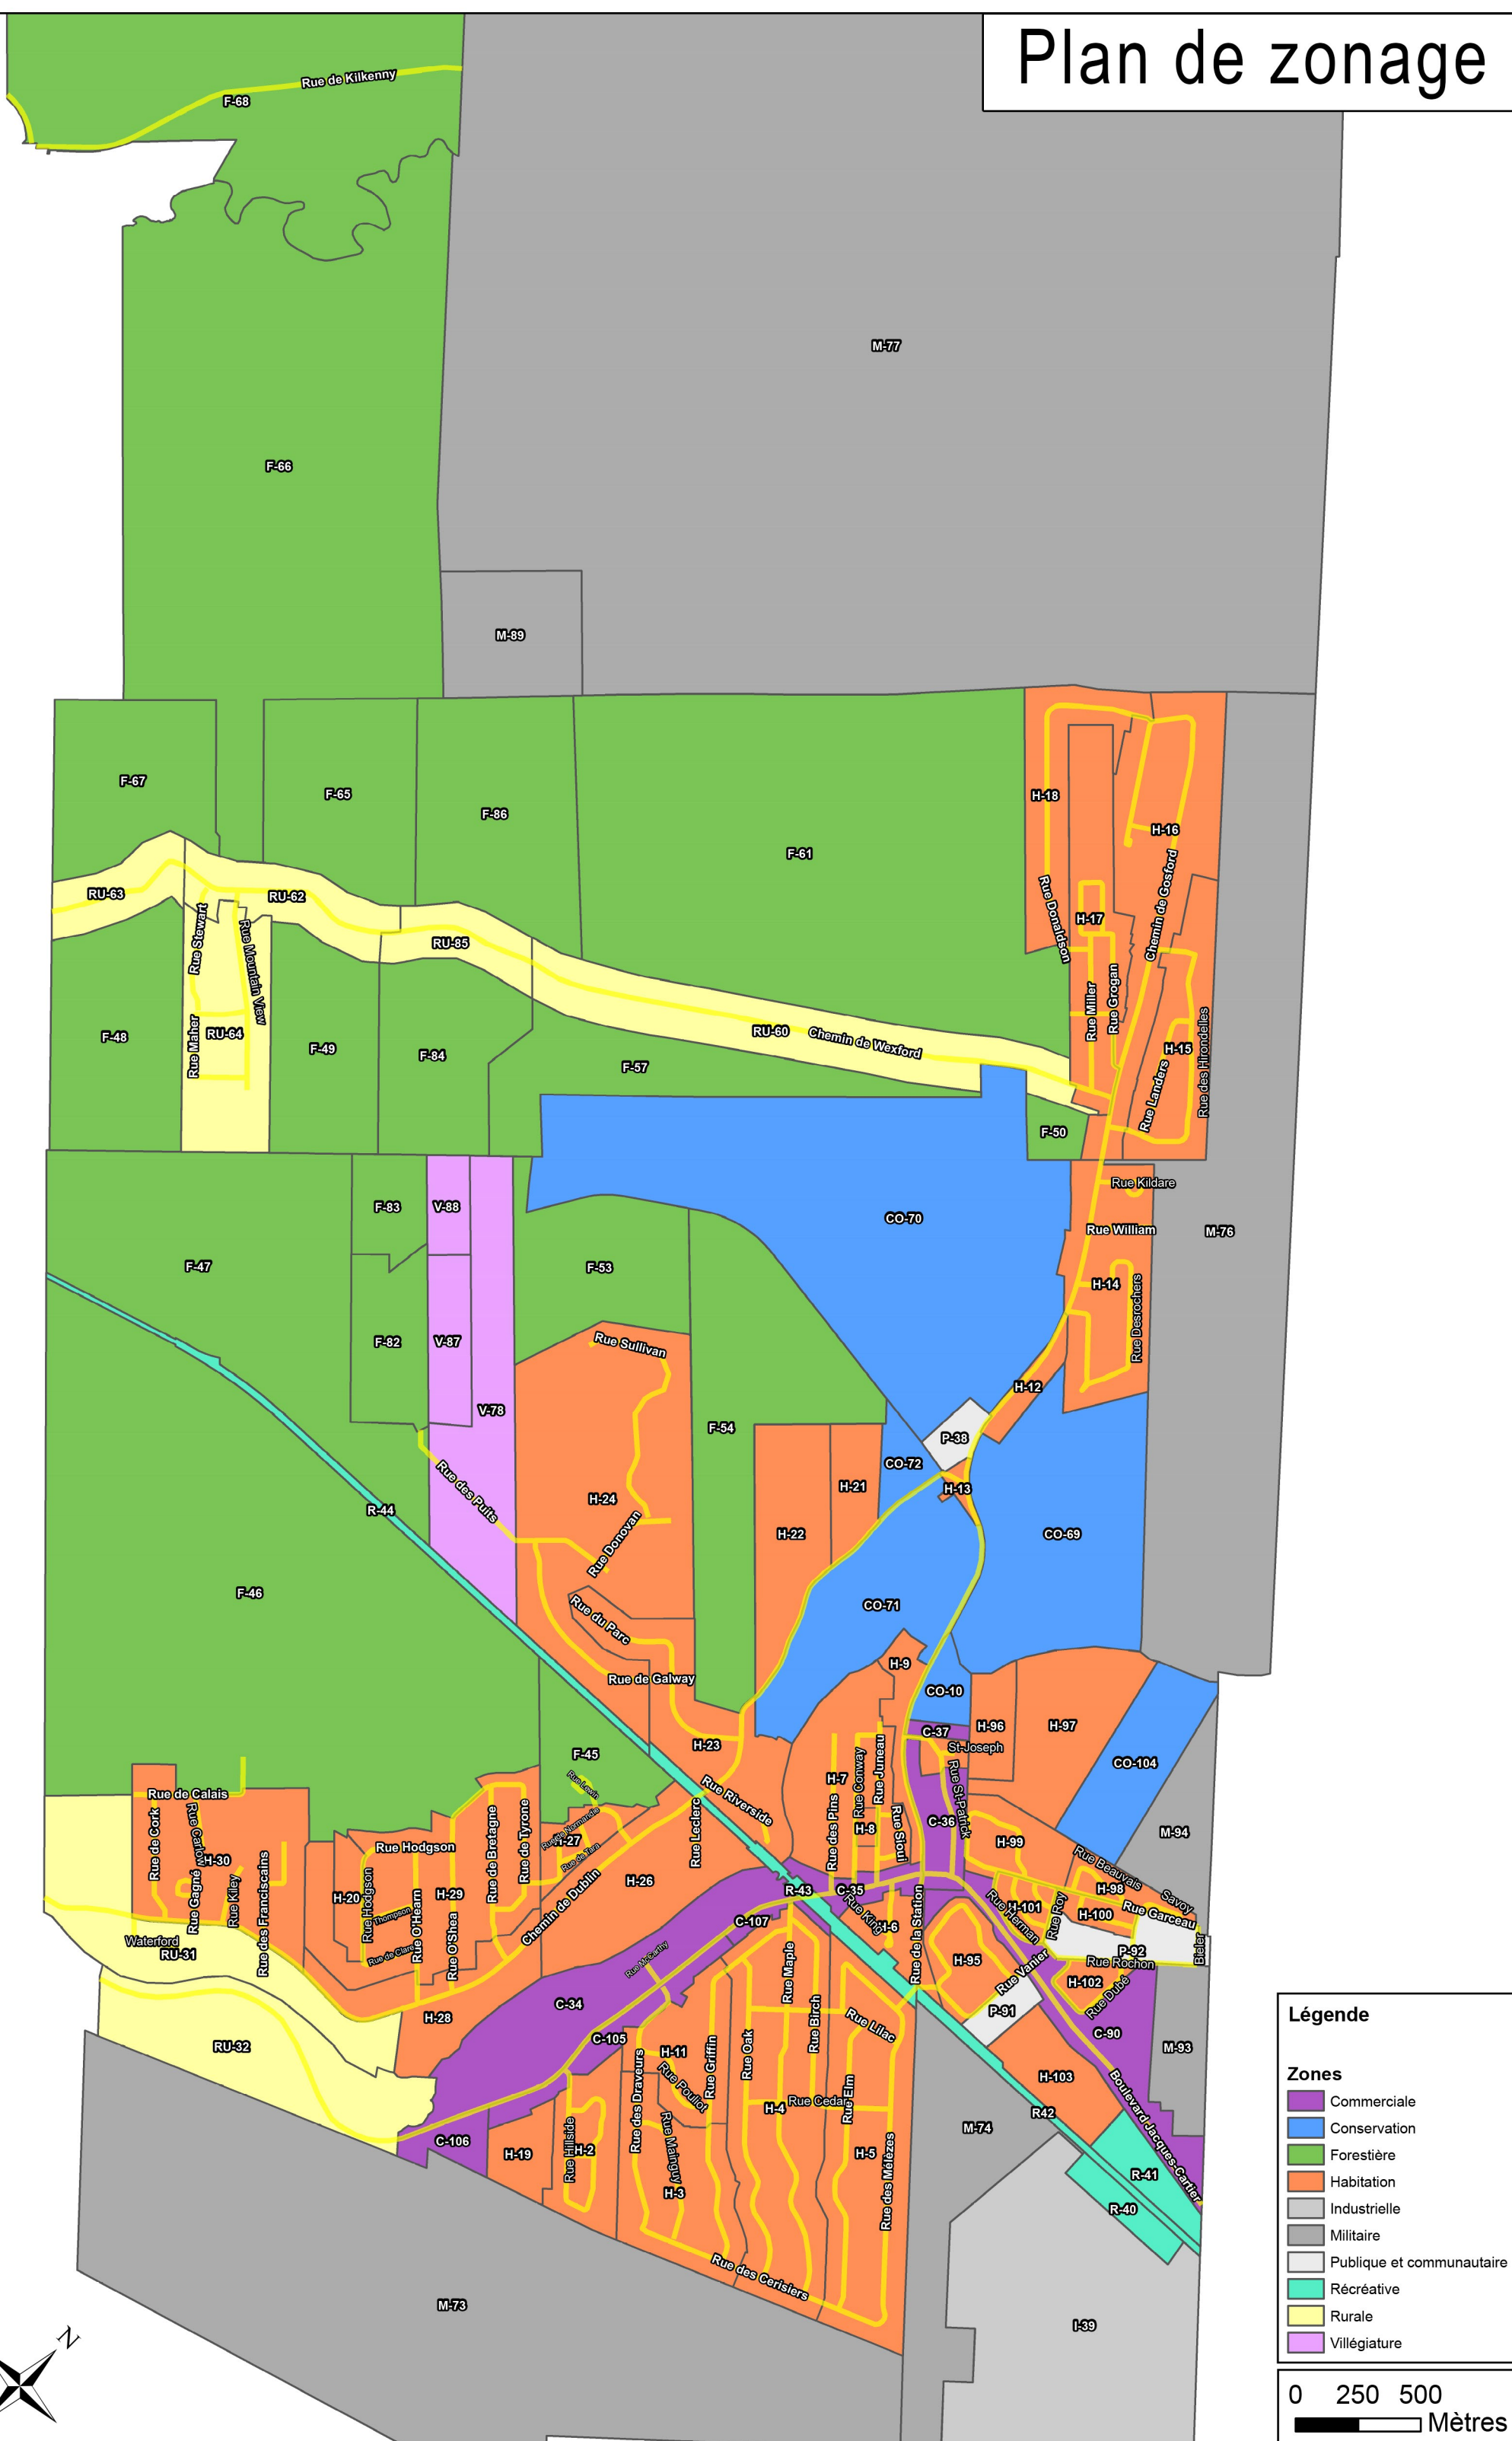 Plan de zonage
Rue de Kilkenny
F-68
M-77
F-66
M-89
F-67
F-65
F-86
F-61
H-18
H-16
RU-63
RU-62
RU-85
Rue Stewart
Rue Mountain View
Rue Donaldson
H-17
Chemin de Gosford
F-48
Rue Maher
RU-64
F-49
F-84
F-57
RU-60
Chemin de Wexford
Rue Miller
Rue Grogan
H-15
Rue Landers
Rue des Hirondelles
F-50
Rue Kildare
F-83
V-88
CO-70
Rue William
M-76
F-47
F-53
H-14
Rue Desrochers
F-82
V-87
Rue Sullivan
H-12
V-78
F-54
P-38
CO-72
Rue des Puits
H-24
H-21
H-13
R-44
Rue Donovan
H-22
CO-69
F-46
Rue du Parc
CO-71
Rue de Galway
H-9
CO-10
H-23
C-37
H-96
H-97
St-Joseph
F-45
CO-104
Rue Riverside
H-7
Rue Conway
Rue Juneau
Rue St-Patrick
Rue Lewin
Rue de Calais
Rue de Cork
H-30
Rue Gagné
Rue Kiley
Rue des Franciscains
Rue Hodgson
Rue de Bretagne
Rue de Tyrone
H-27
Rue de Tara
Rue Leclerc
Rue des Pins
H-8
Rue Sioui
C-36
H-99
M-94
Rue Beauvais
H-20
Rue Hodgson
Thompson
Rue de Clare
Rue O'Hearn
H-29
Rue O'Shea
Chemin de Dublin
H-26
R-43
C-35
Rue King
H-6
Rue de la Station
H-101
Rue Herman
Rue Roy
H-98
H-100
Savoy
Rue Garceau
Waterford
RU-31
C-107
Rue McCarthy
H-95
Rue Vanier
P-92
Rue Rochon
Bieler
H-28
C-34
Rue Maple
Rue Birch
P-91
H-102
Rue Dubé
RU-32
C-105
H-11
Rue Pouliot
Rue Griffin
Rue Oak
Rue Lilac
C-90
M-93
H-103
C-106
H-19
Rue Hillside
H-2
Rue des Draveurs
Rue Mainguy
H-3
H-4
Rue Cedar
Rue Elm
H-5
Rue des Mélèzes
M-74
R42
Boulevard-Jacques-Cartier
R-41
R-40
Rue des Cerisiers
M-73
I-39
N
Légende
Zones
Commerciale
Conservation
Forestière
Habitation
Industrielle
Militaire
Publique et communautaire
Récréative
Rurale
Villégiature
0 250 500
Mètres